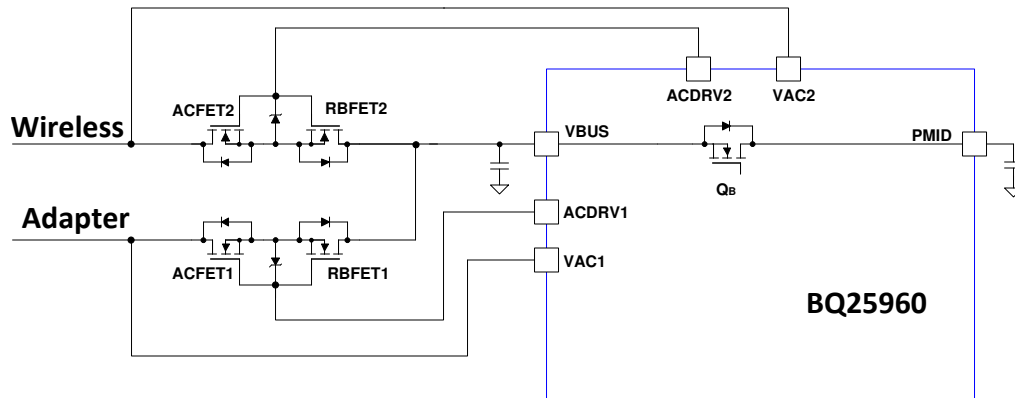 ACDRV2
VAC2
ACFET2
RBFET2
Wireless
VBUS
PMID
QB
Adapter
ACDRV1
ACFET1
RBFET1
VAC1
BQ25960